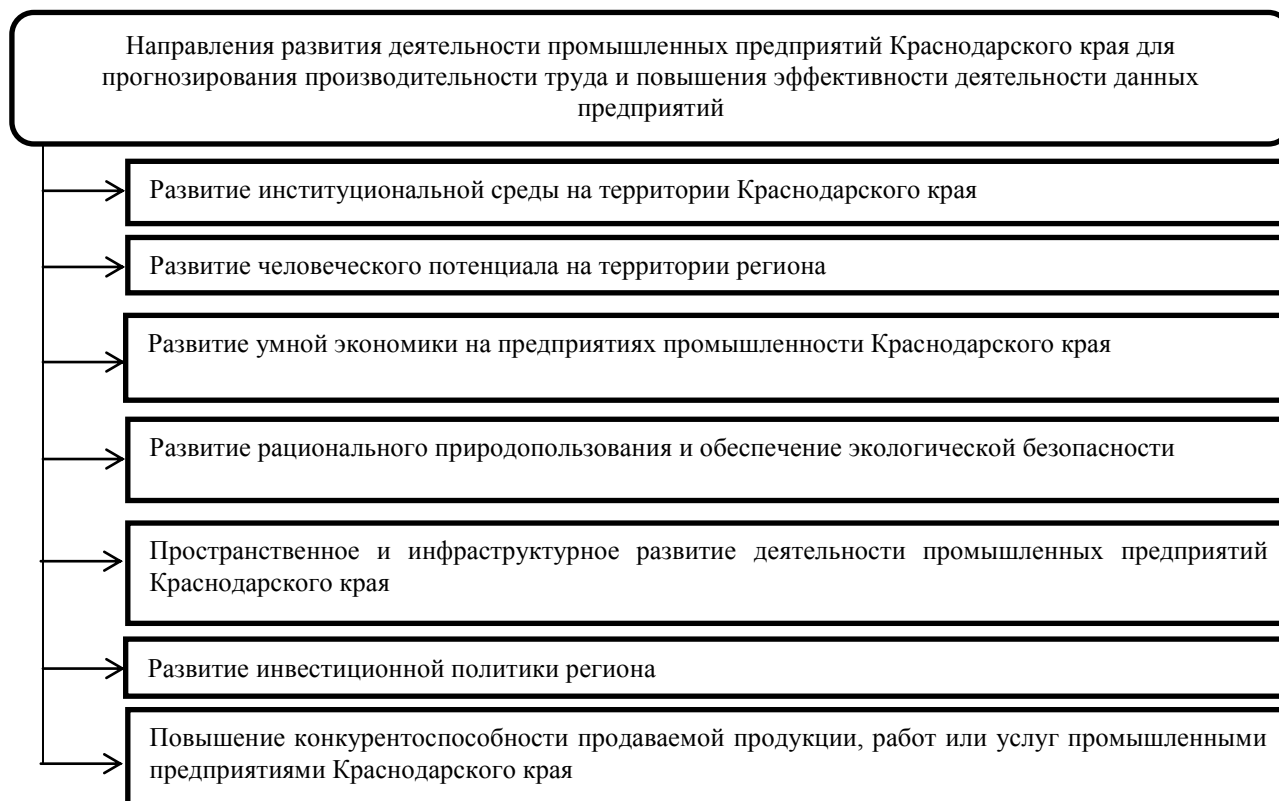 Направления развития деятельности промышленных предприятий Краснодарского края для
прогнозирования производительности труда и повышения эффективности деятельности данных
предприятий
Развитие институциональной среды на территории Краснодарского края
Развитие человеческого потенциала на территории региона
Развитие умной экономики на предприятиях промышленности Краснодарского края
Развитие рационального природопользования и обеспечение экологической безопасности
Пространственное и инфраструктурное развитие деятельности промышленных предприятий
Краснодарского края
Развитие инвестиционной политики региона
Повышение конкурентоспособности продаваемой продукции, работ или услуг промышленными
предприятиями Краснодарского края